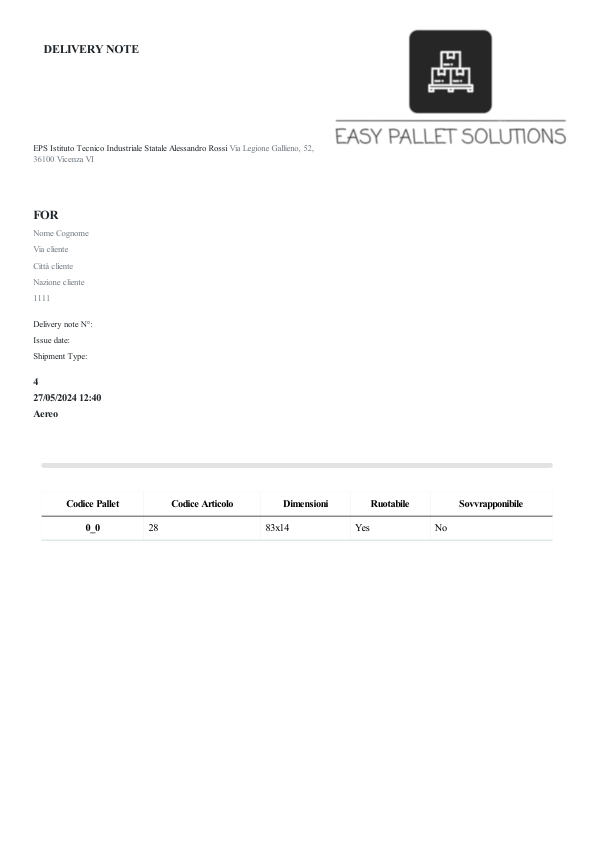 DELIVERY NOTE
EASY PALLET SOLUTIONS
EPS Istituto Tecnico Industriale Statale Alessandro Rossi Via Legione Gallieno, 52,
36100 Vicenza VI
FOR
Nome Cognome
Via cliente
Città cliente
Nazione cliente
1111
Delivery note N°:
Issue date:
Shipment Type:
4
27/05/2024 12:40
Aereo
Codice Pallet Codice Articolo Dimensioni Ruotabile Sovvrapponibile
0_0 28 83x14 Yes No